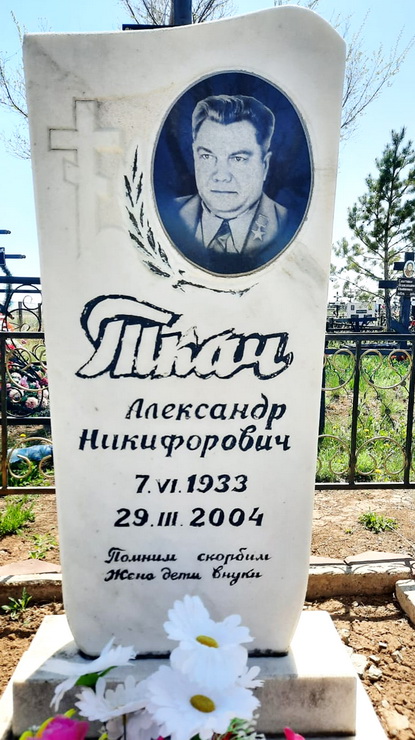 Ткач
Александр
Никифорович
7.VI.1933
29.III.2004
Помним скорбим
Жена дети внуки